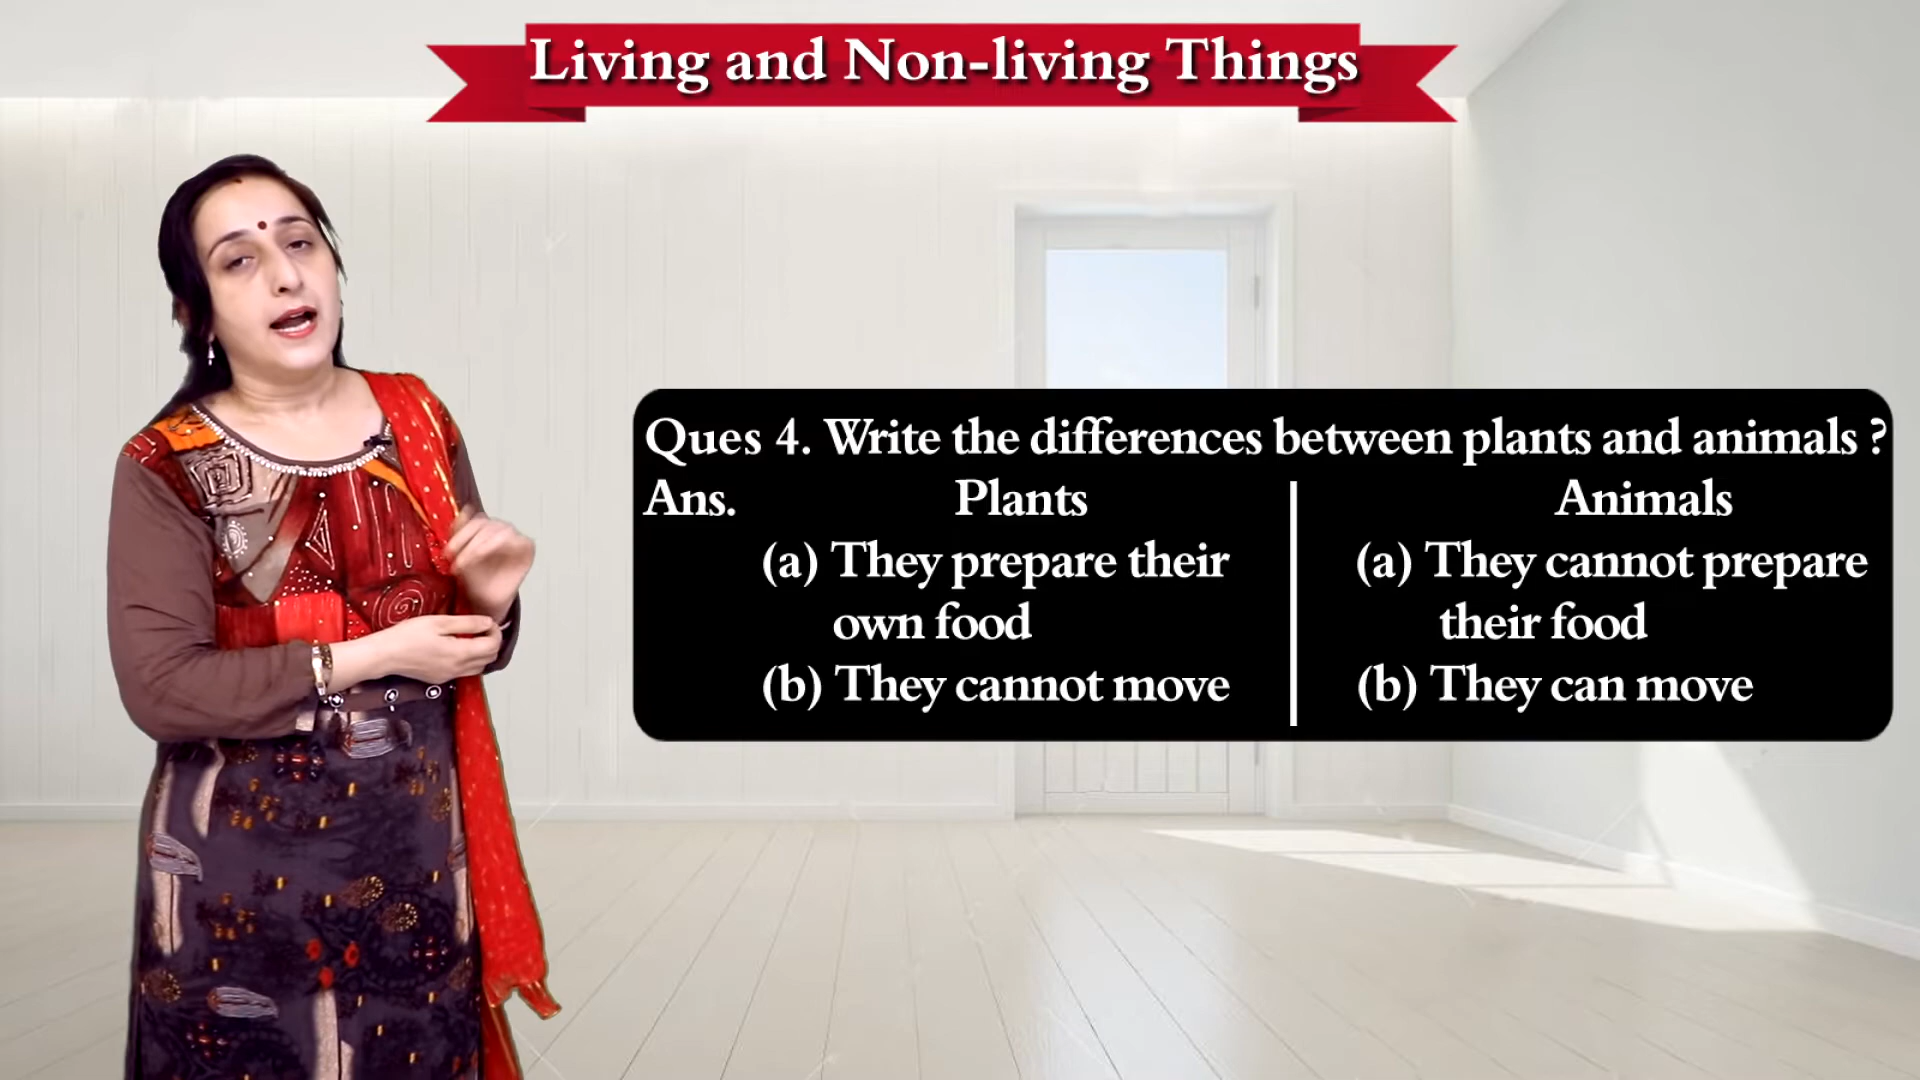 Living and Non-living Things
Ques 4. Write the differences between plants and animals ?
Ans. Plants Animals
(a) They prepare their (a) They cannot prepare
own food their food
(b) They cannot move (b) They can move